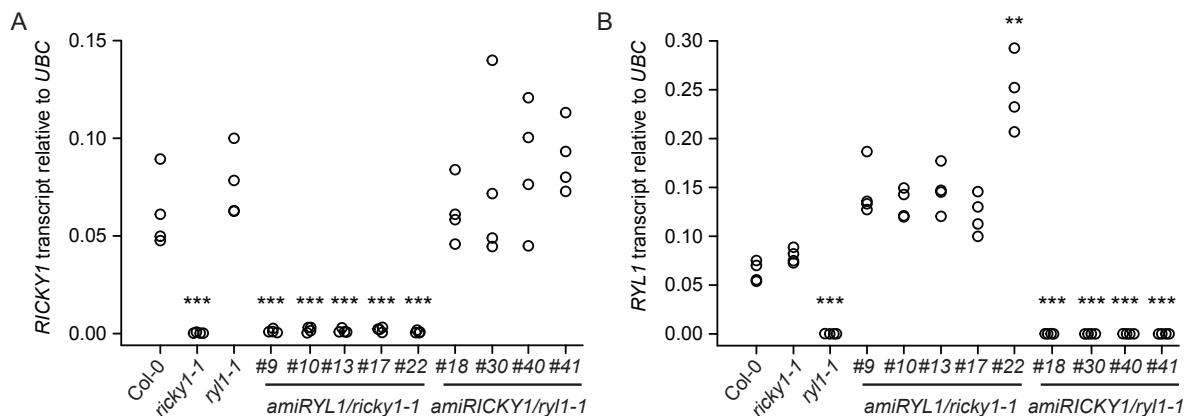 A
RICKY1 transcript relative to UBC
0.15
0.10
0.05
0.00
*** *** *** *** *** ***
Col-0 ricky1-1 ryl1-1 #9 #10 #13 #17 #22 #18 #30 #40 #41
amiRYL1/ricky1-1 amiRICKY1/ryl1-1
B
RYL1 transcript relative to UBC
0.30
0.25
0.20
0.15
0.10
0.05
0.00
**
*** *** *** *** ***
Col-0 ricky1-1 ryl1-1 #9 #10 #13 #17 #22 #18 #30 #40 #41
amiRYL1/ricky1-1 amiRICKY1/ryl1-1